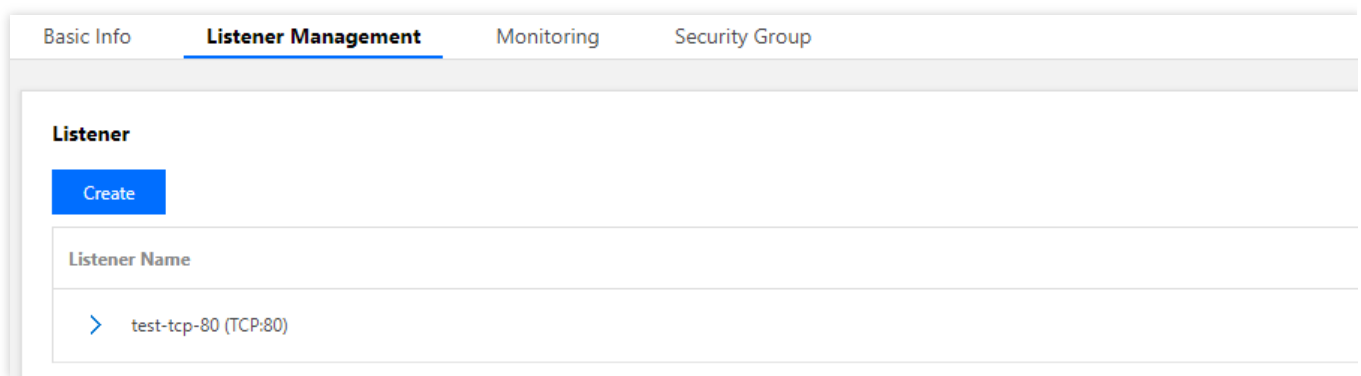 Basic Info Listener Management Monitoring Security Group
Listener
Create
Listener Name
test-tcp-80 (TCP:80)